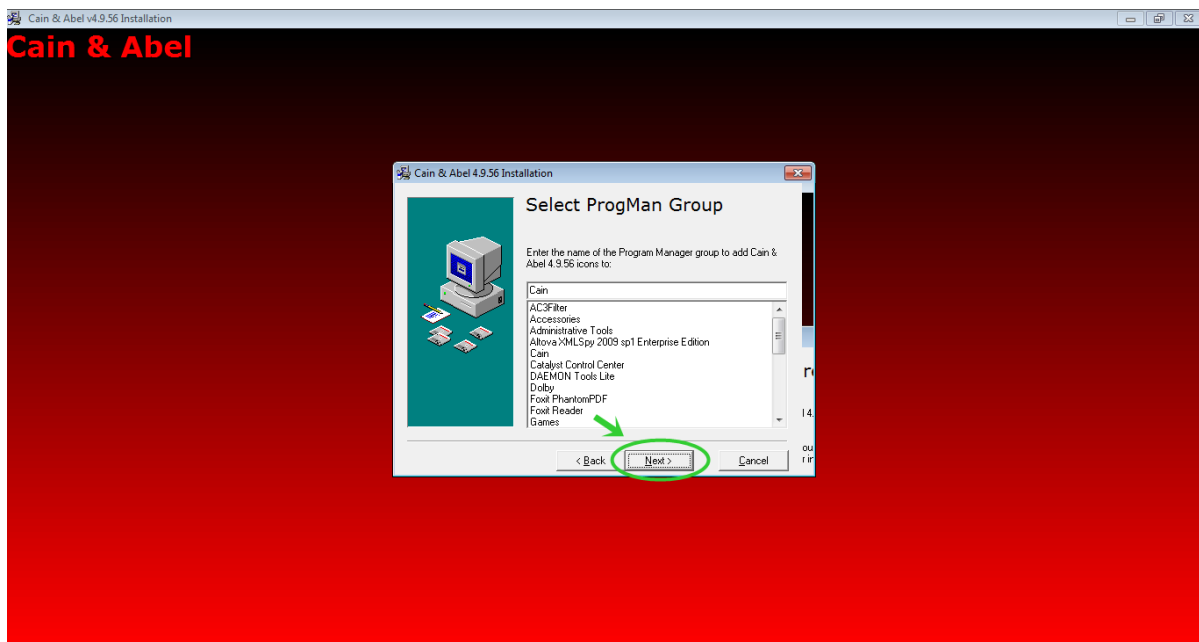 Cain & Abel v4.9.56 Installation
Cain & Abel
Cain & Abel 4.9.56 Installation
Select ProgMan Group
Enter the name of the Program Manager group to add Cain &
Abel 4.9.56 icons to:
Cain
AC3Filter
Accessories
Administrative Tools
Altova XMLSpy 2009 sp1 Enterprise Edition
Cain
Catalyst Control Center
DAEMON Tools Lite
Dolby
Foxit PhantomPDF
Foxit Reader
Games
< Back
Next >
Cancel